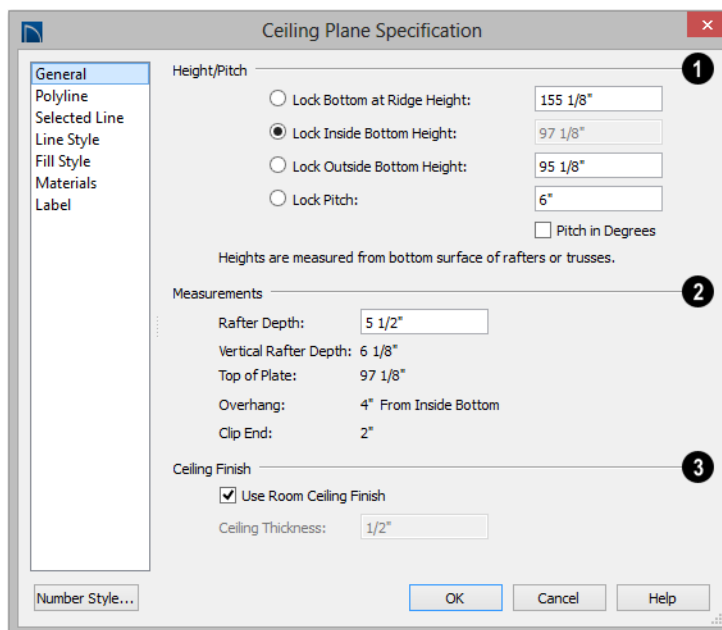 Ceiling Plane Specification
General
Polyline
Selected Line
Line Style
Fill Style
Materials
Label
Height/Pitch
1
Lock Bottom at Ridge Height: 155 1/8"
Lock Inside Bottom Height: 97 1/8"
Lock Outside Bottom Height: 95 1/8"
Lock Pitch: 6"
Pitch in Degrees
Heights are measured from bottom surface of rafters or trusses.
Measurements
2
Rafter Depth: 5 1/2"
Vertical Rafter Depth: 6 1/8"
Top of Plate: 97 1/8"
Overhang: 4" From Inside Bottom
Clip End: 2"
Ceiling Finish
3
Use Room Ceiling Finish
Ceiling Thickness: 1/2"
Number Style... OK Cancel Help